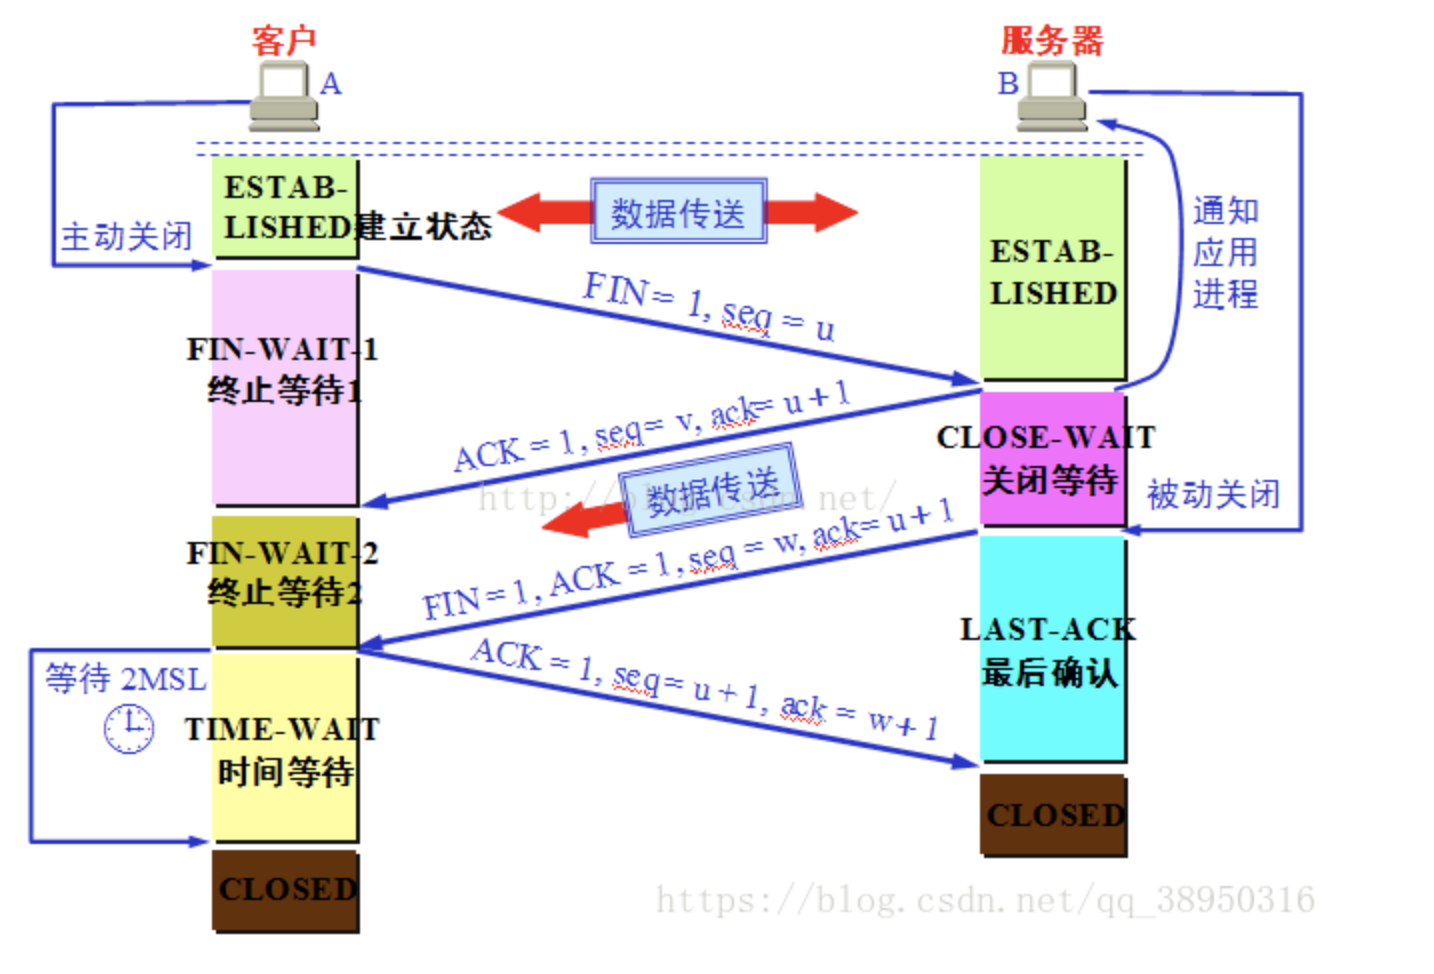 客户
服务器
A
B
ESTAB-
LISHED建立状态
数据传送
主动关闭
ESTAB-
LISHED
通知
应用
进程
FIN= 1, seq = u
FIN-WAIT-1
终止等待1
ACK = 1, seq= v, ack= u + 1
CLOSE-WAIT
关闭等待
被动关闭
数据传送
http://blog.csdn.net/
FIN = 1, ACK = 1, seq = w, ack= u + 1
FIN-WAIT-2
终止等待2
LAST-ACK
最后确认
ACK = 1, seq= u + 1, ack = w + 1
等待 2MSL
TIME-WAIT
时间等待
CLOSED
CLOSED
https://blog.csdn.net/qq_38950316